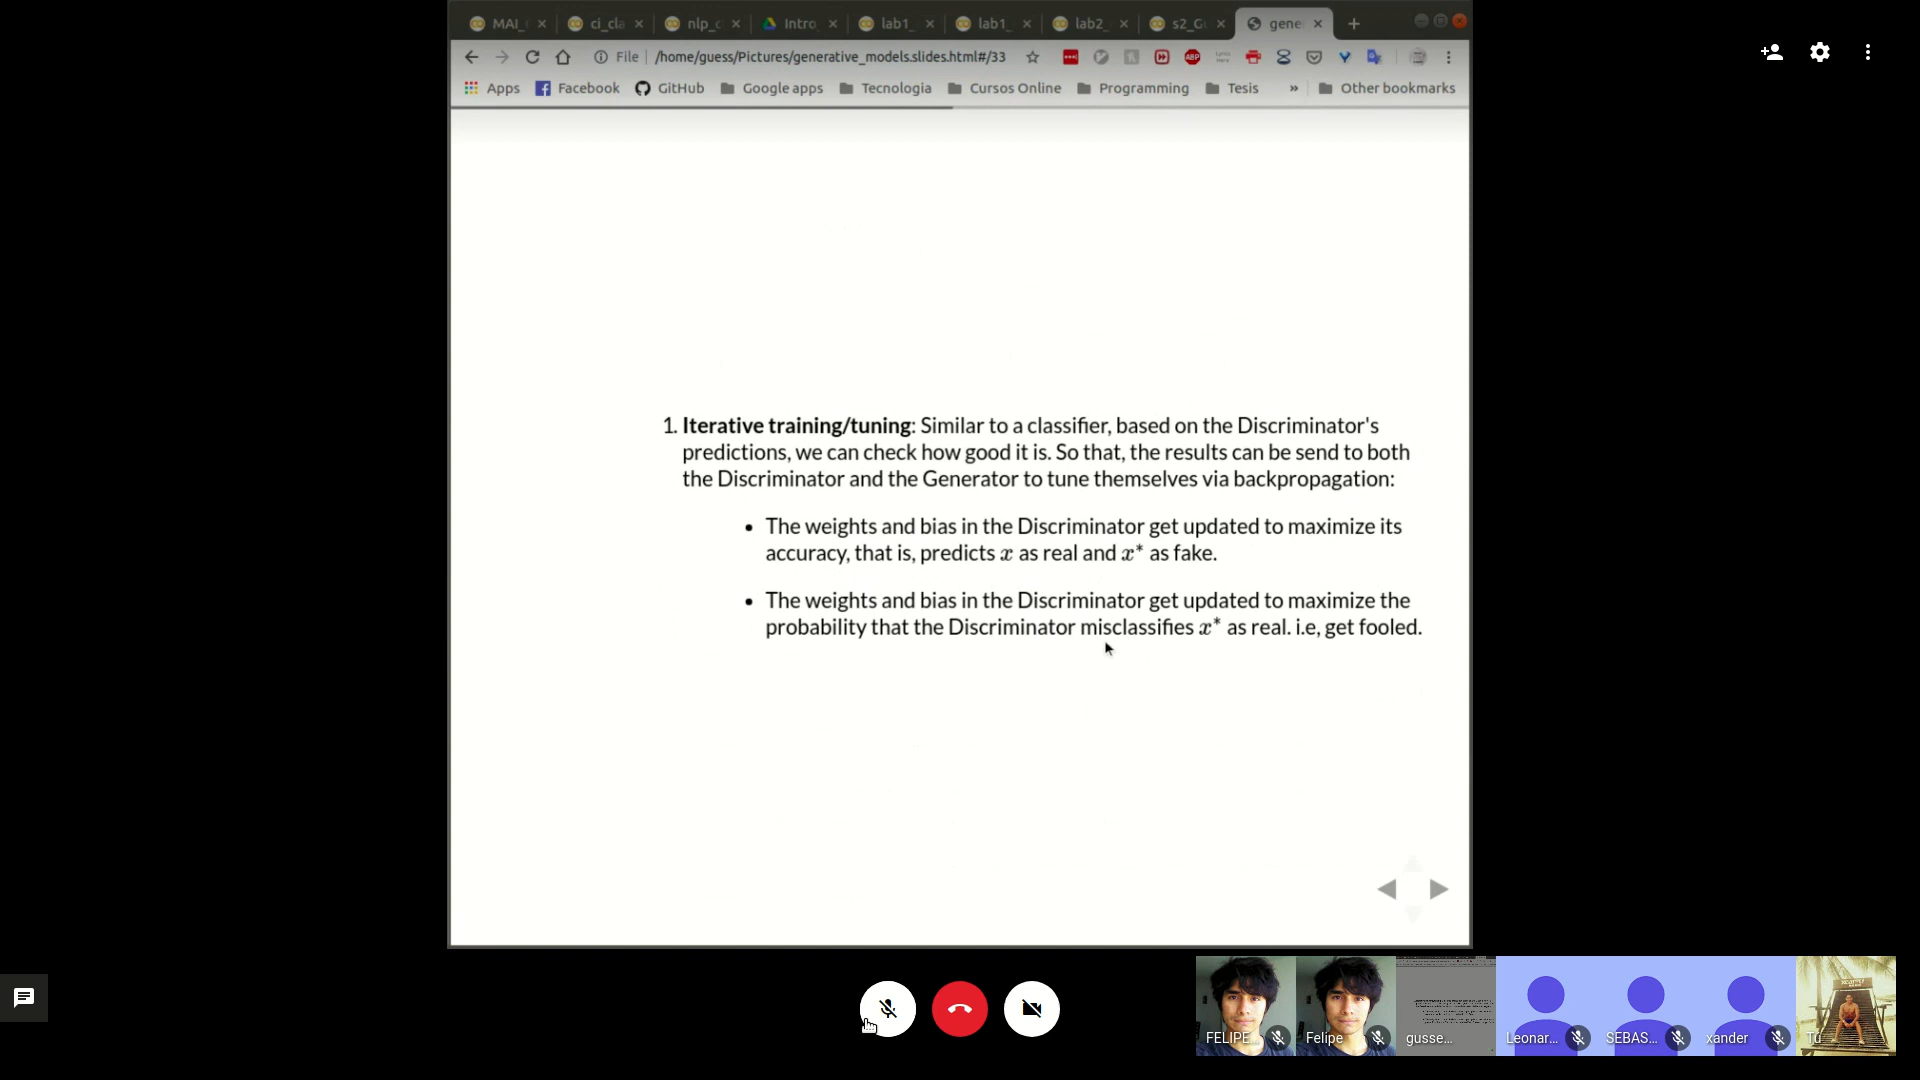 MAI_
ci_cla
nlp_c
Intro
lab1_
lab1_
lab2_
s2_G
gene
File
/home/guess/Pictures/generative_models.slides.html#/33
ABP
Apps
Facebook
GitHub
Google apps
Tecnologia
Cursos Online
Programming
Tesis
»
Other bookmarks
1. Iterative training/tuning: Similar to a classifier, based on the Discriminator's
predictions, we can check how good it is. So that, the results can be send to both
the Discriminator and the Generator to tune themselves via backpropagation:
• The weights and bias in the Discriminator get updated to maximize its
accuracy, that is, predicts x as real and x* as fake.
• The weights and bias in the Discriminator get updated to maximize the
probability that the Discriminator misclassifies x* as real. i.e, get fooled.
FELIPE...
Felipe
gusse...
Leonar...
SEBAS...
xander
Tú